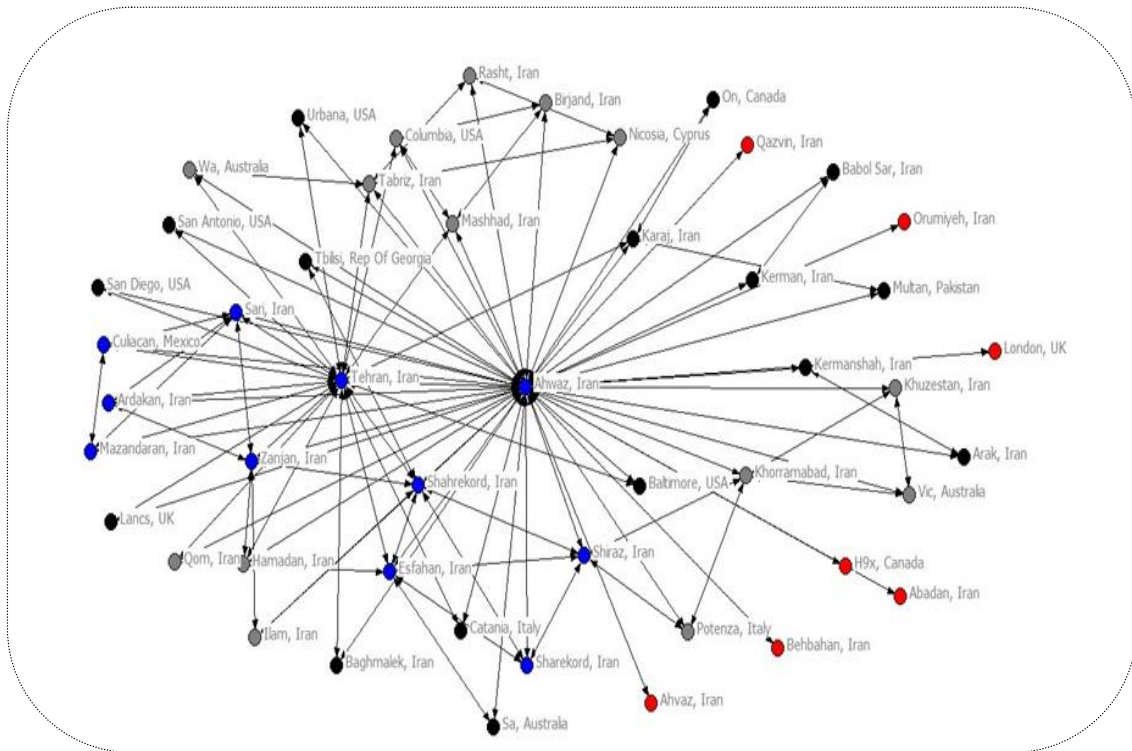 Rasht, Iran
Birjand, Iran
On, Canada
Urbana, USA
Columbia, USA
Nicosia, Cyprus
Qazvin, Iran
Wa, Australia
Tabriz, Iran
Babol Sar, Iran
San Antonio, USA
Mashhad, Iran
Karaj, Iran
Orumiyeh, Iran
Tbilisi, Rep Of Georgia
San Diego, USA
Kerman, Iran
Multan, Pakistan
Sari, Iran
Culacan, Mexico
London, UK
Tehran, Iran
Ahwaz, Iran
Kermanshah, Iran
Khuzestan, Iran
Ardakan, Iran
Mazandaran, Iran
Zanjan, Iran
Arak, Iran
Shahrekord, Iran
Baltimore, USA
Khorramabad, Iran
Vic, Australia
Lancs, UK
Qom, Iran
Hamadan, Iran
Esfahan, Iran
Shiraz, Iran
H9x, Canada
Abadan, Iran
Ilam, Iran
Catania, Italy
Potenza, Italy
Behbahan, Iran
Baghmalek, Iran
Sharekord, Iran
Ahvaz, Iran
Sa, Australia